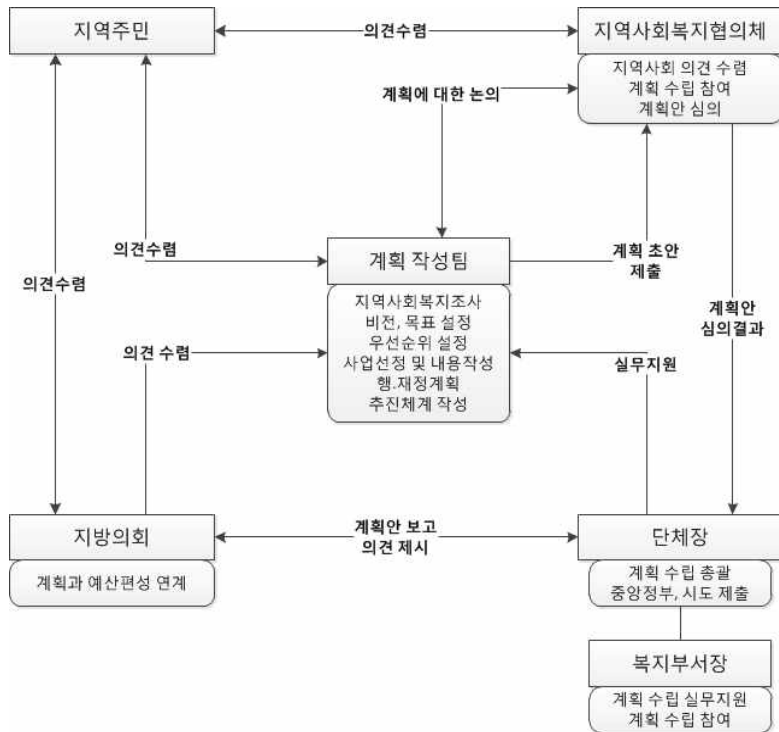 지역주민
의견수렴
지역사회복지협의체
지역사회 의견 수렴
계획 수립 참여
계획안 심의
계획에 대한 논의
의견수렴
계획 작성팀
계획 초안
제출
의견수렴
지역사회복지조사
비전, 목표 설정
우선순위 설정
사업선정 및 내용작성
행.재정계획
추진체계 작성
계획안
심의결과
의견 수렴
실무지원
지방의회
계획과 예산편성 연계
계획안 보고
의견 제시
단체장
계획 수립 총괄
중앙정부, 시도 제출
복지부서장
계획 수립 실무지원
계획 수립 참여